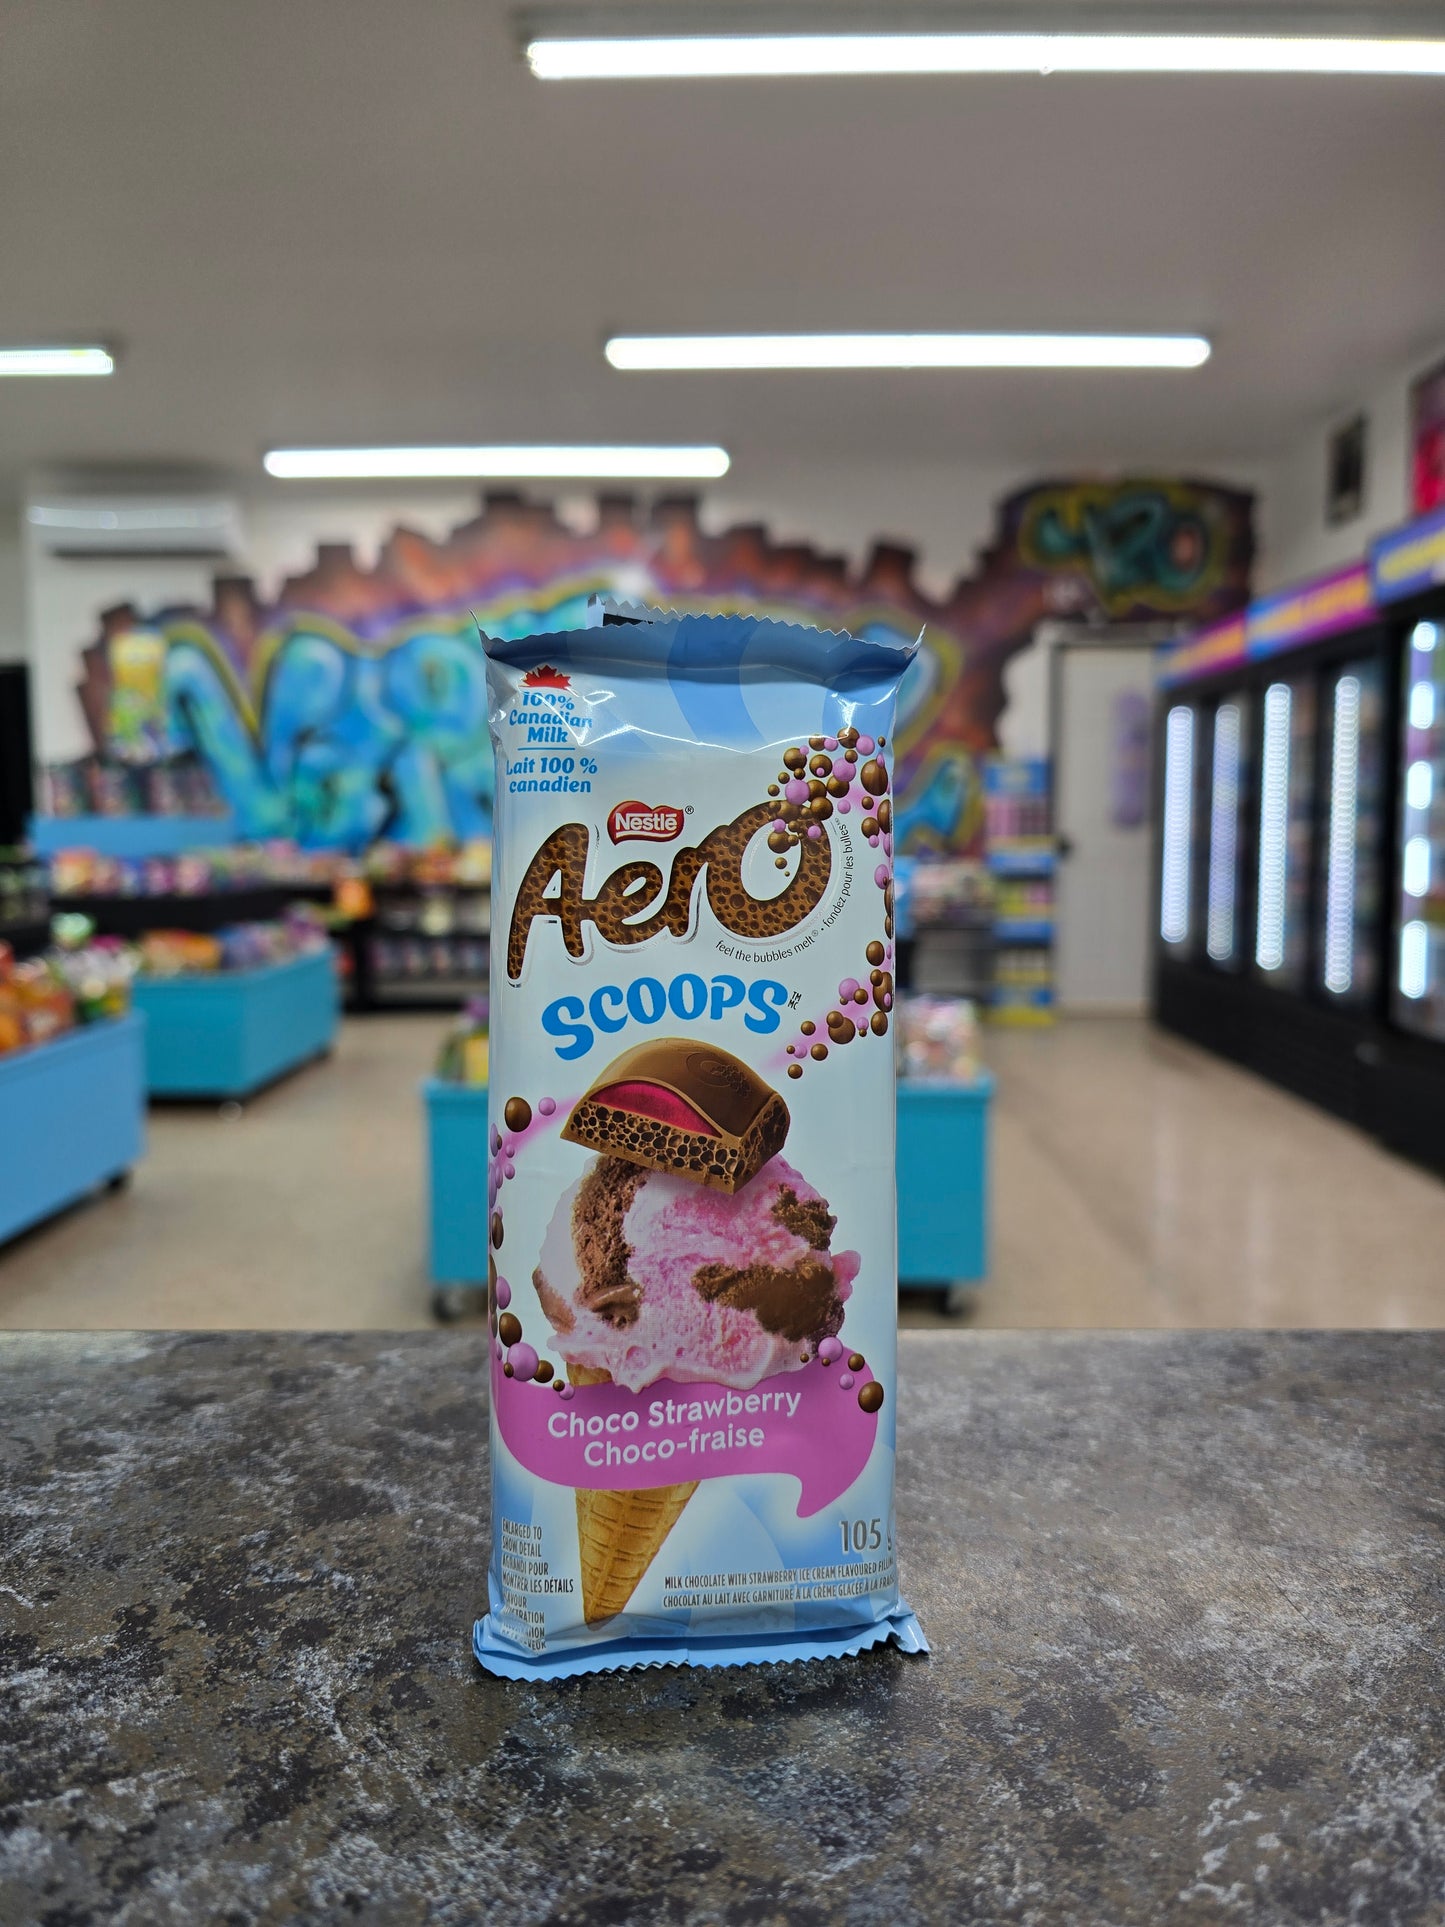 100%
Canadian
Milk
Lait 100 %
canadien
Nestlé®
Aero
feel the bubbles melt® • fondez pour les bulles
SCOOPS
TM
MC
Choco Strawberry
Choco-fraise
ENLARGED TO
SHOW DETAIL
AGRANDI POUR
MONTRER LES DÉTAILS
105 g
MILK CHOCOLATE WITH STRAWBERRY ICE CREAM FLAVOURED
CHOCOLAT AU LAIT AVEC GARNITURE À LA CRÈME GLACÉE À LA